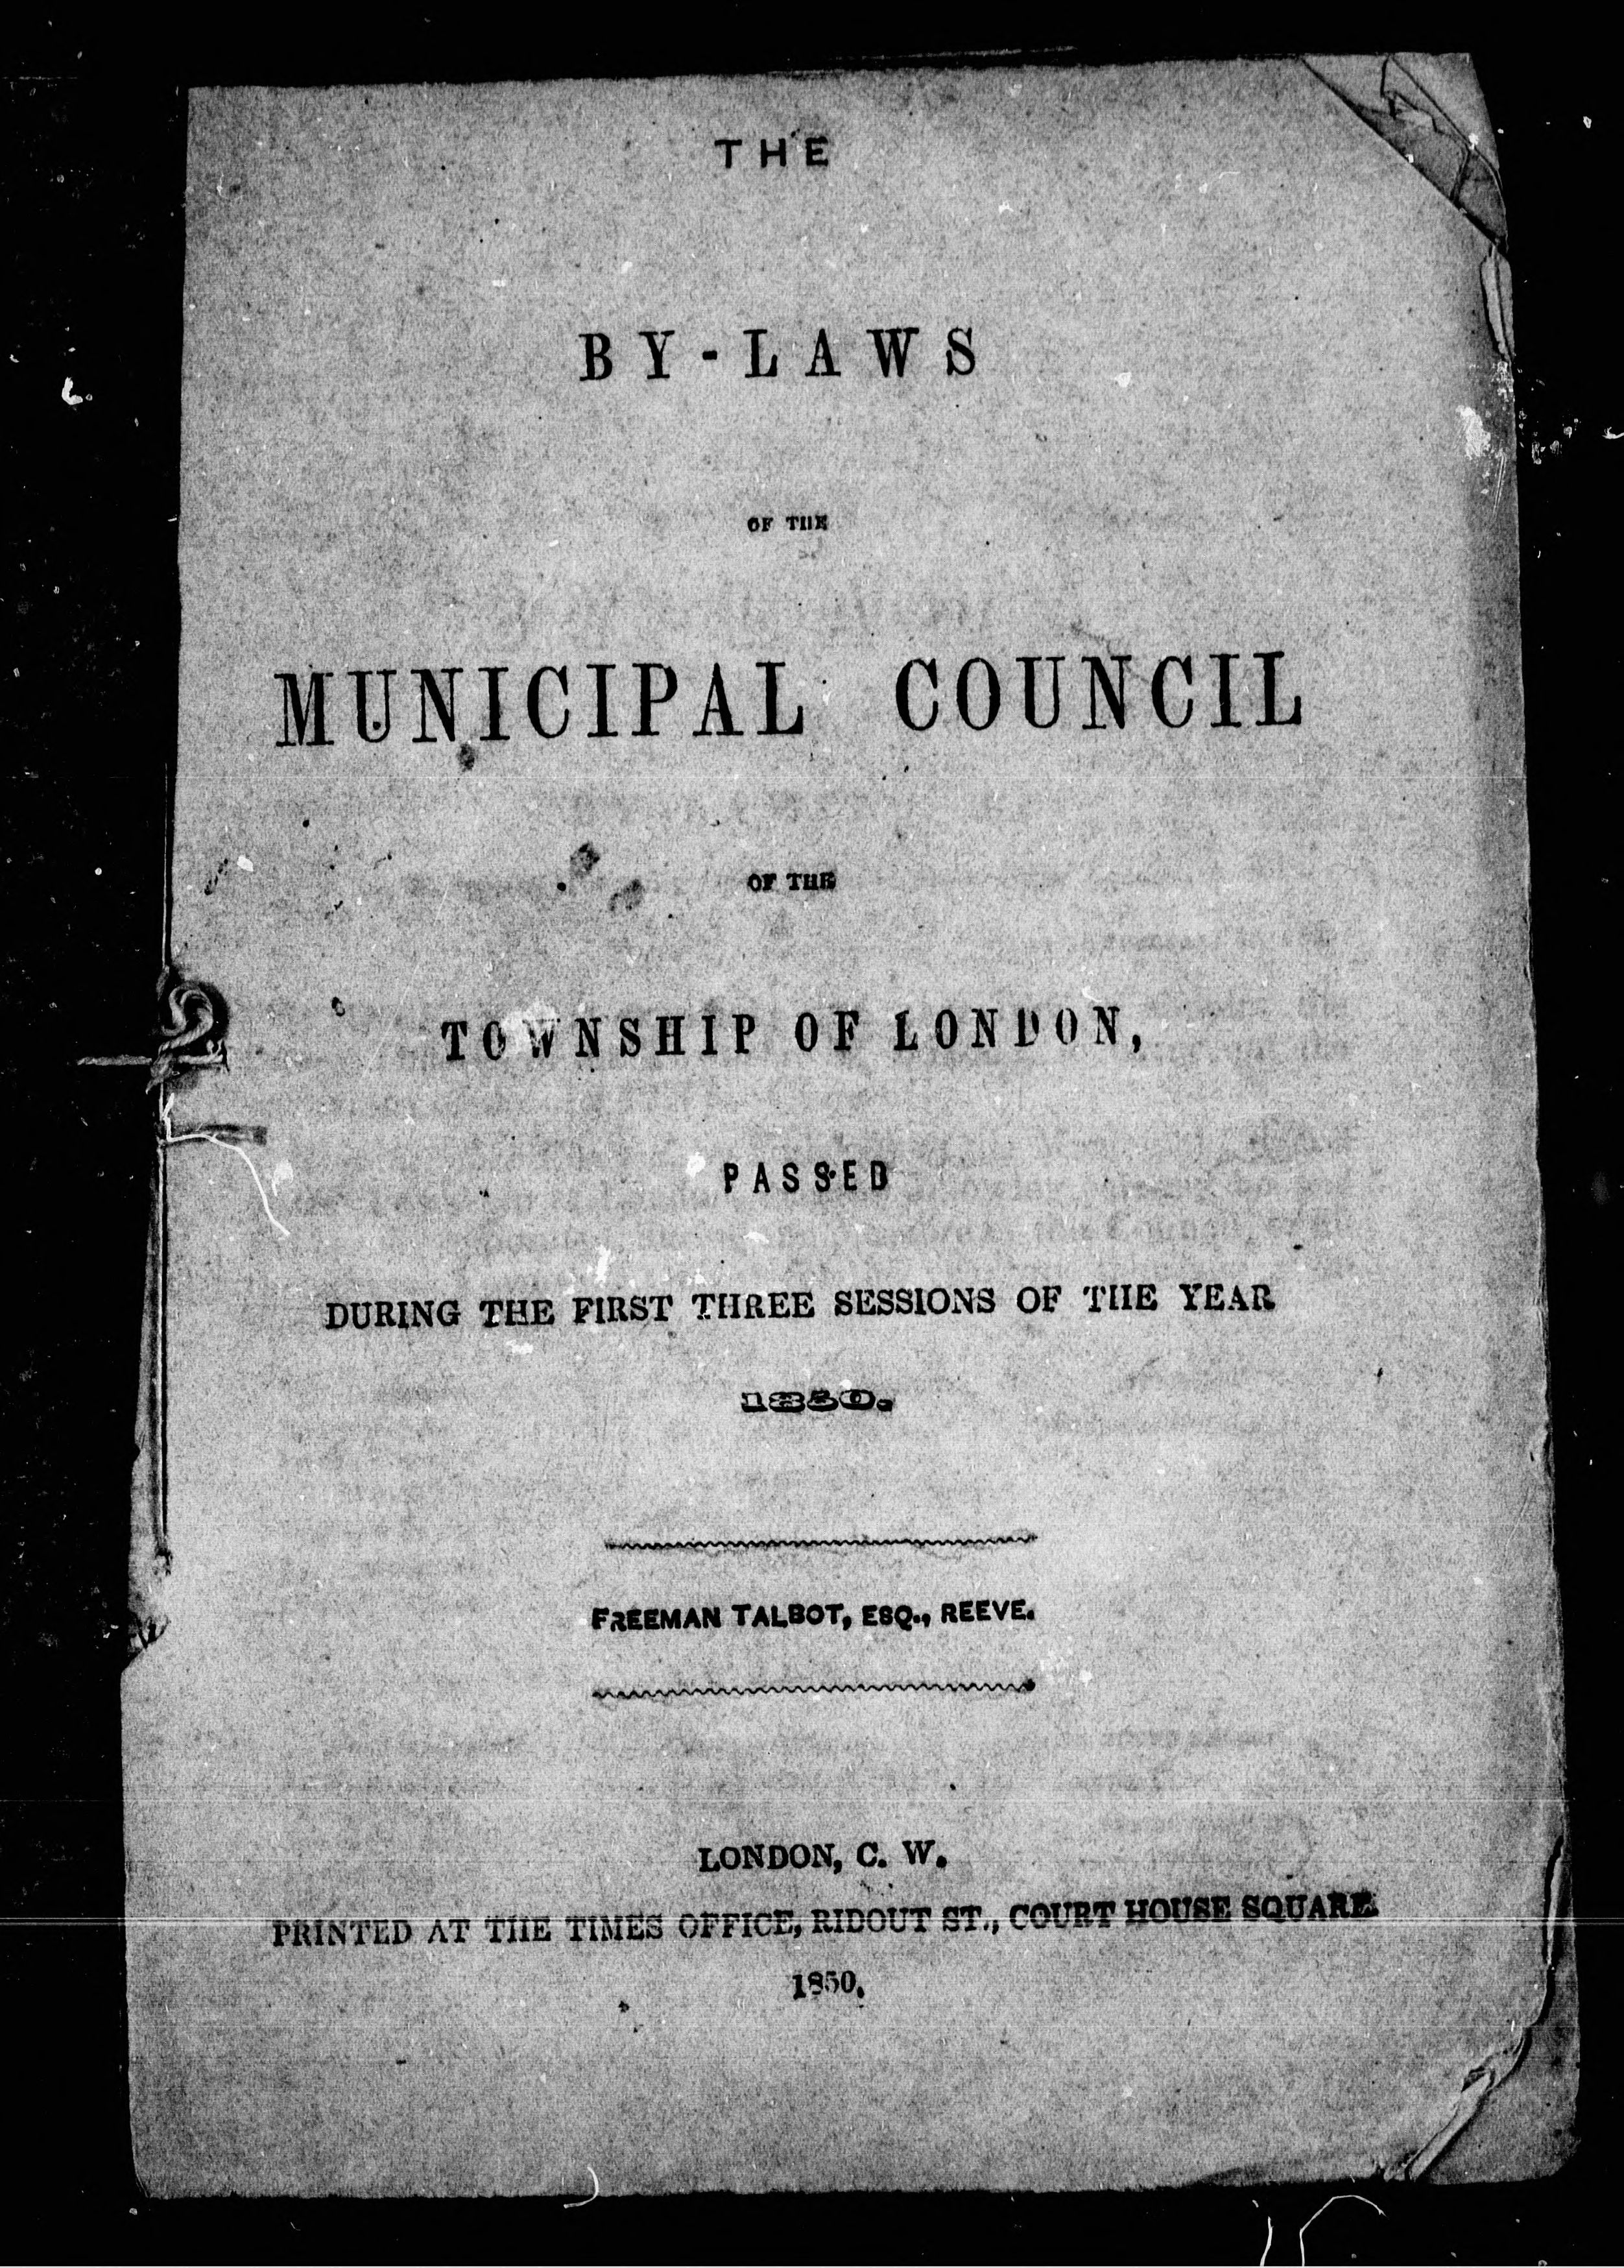 THE
BY-LAWS
OF THE
MUNICIPAL COUNCIL
OF THE
TOWNSHIP OF LONDON,
PASSED
DURING THE FIRST THREE SESSIONS OF THE YEAR
1850.
FREEMAN TALBOT, ESQ., REEVE.
LONDON, C. W.
PRINTED AT THE TIMES OFFICE, RIDOUT ST., COURT HOUSE SQUARE.
1850.